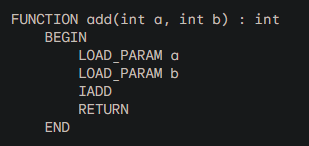 FUNCTION add(int a, int b) : int
BEGIN
LOAD_PARAM a
LOAD_PARAM b
IADD
RETURN
END